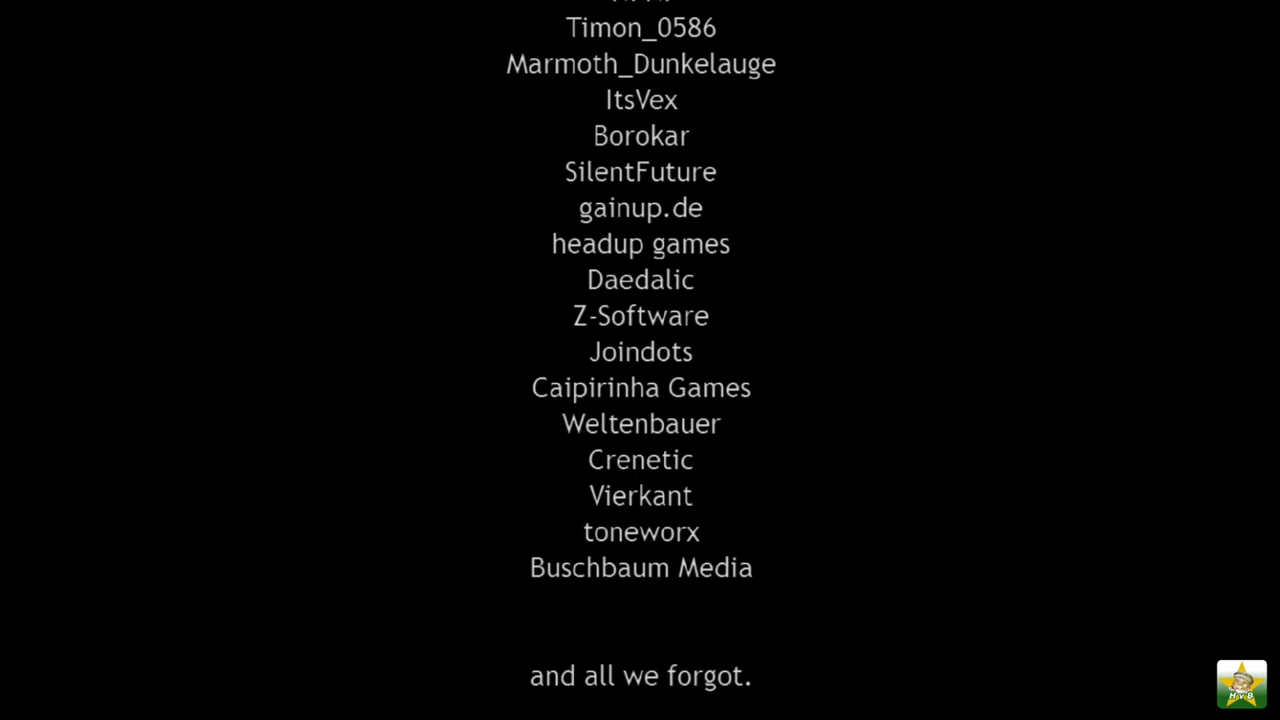 Timon_0586
Marmoth_Dunkelauge
ItsVex
Borokar
SilentFuture
gainup.de
headup games
Daedalic
Z-Software
Joindots
Caipirinha Games
Weltenbauer
Crenetic
Vierkant
toneworx
Buschbaum Media
and all we forgot.
HvB